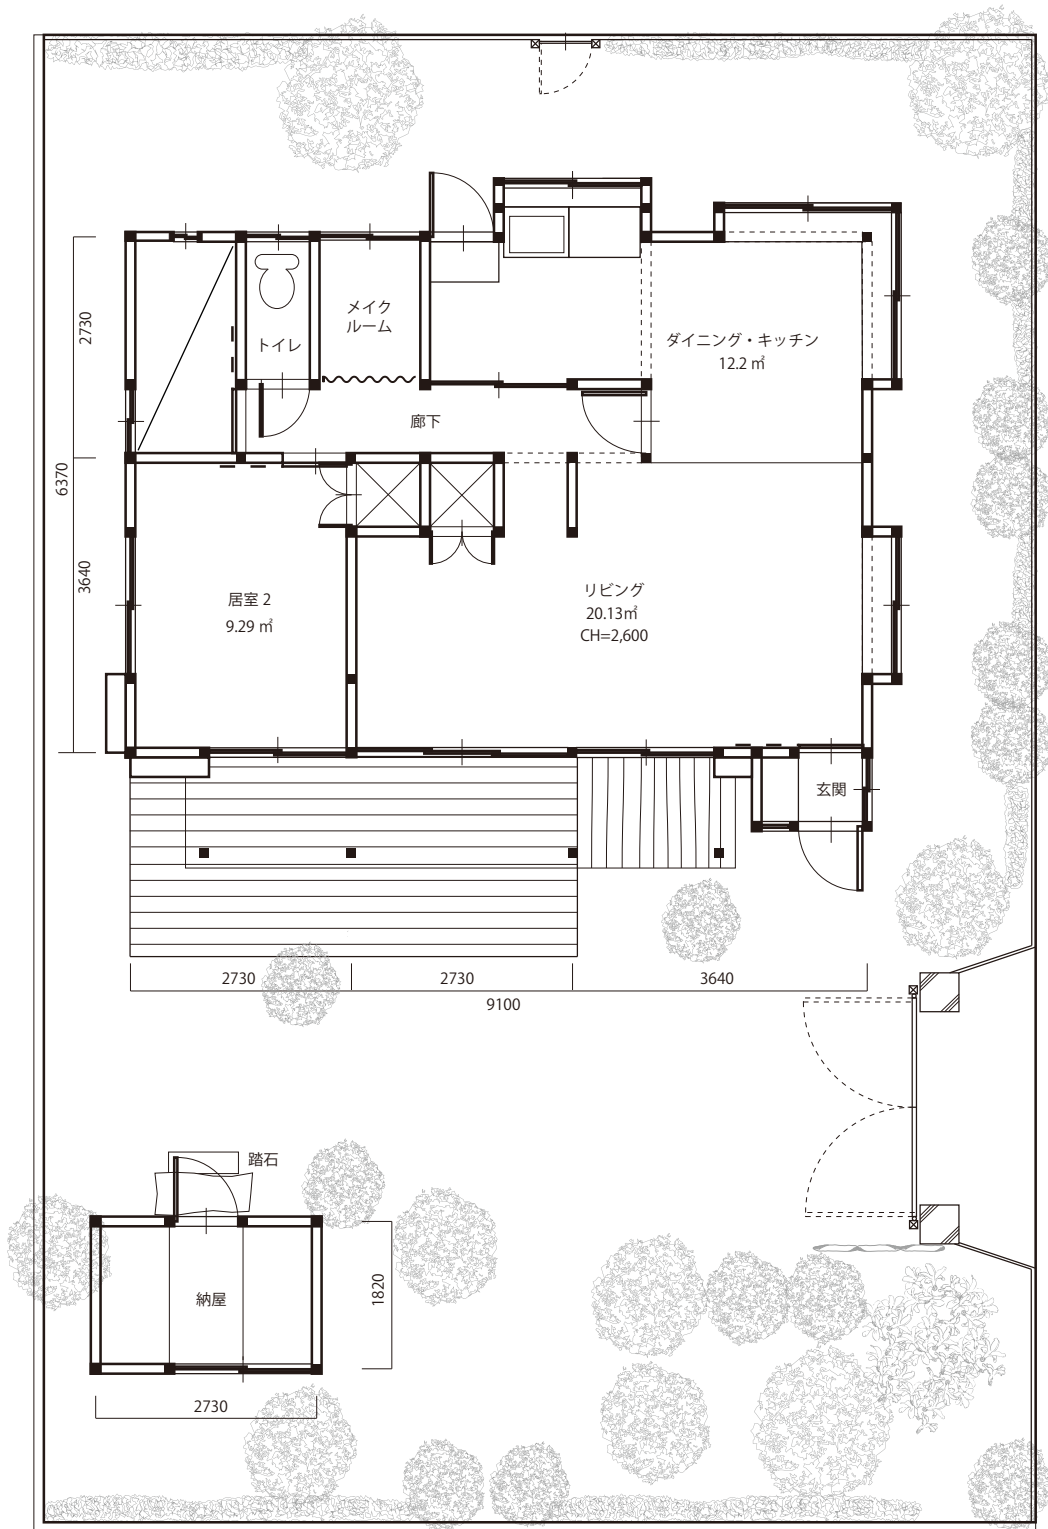 2730
6370
3640
トイレ
メイク
ルーム
廊下
ダイニング・キッチン
12.2 ㎡
居室 2
9.29 ㎡
リビング
20.13㎡
CH=2,600
玄関
2730
2730
3640
9100
踏石
納屋
1820
2730